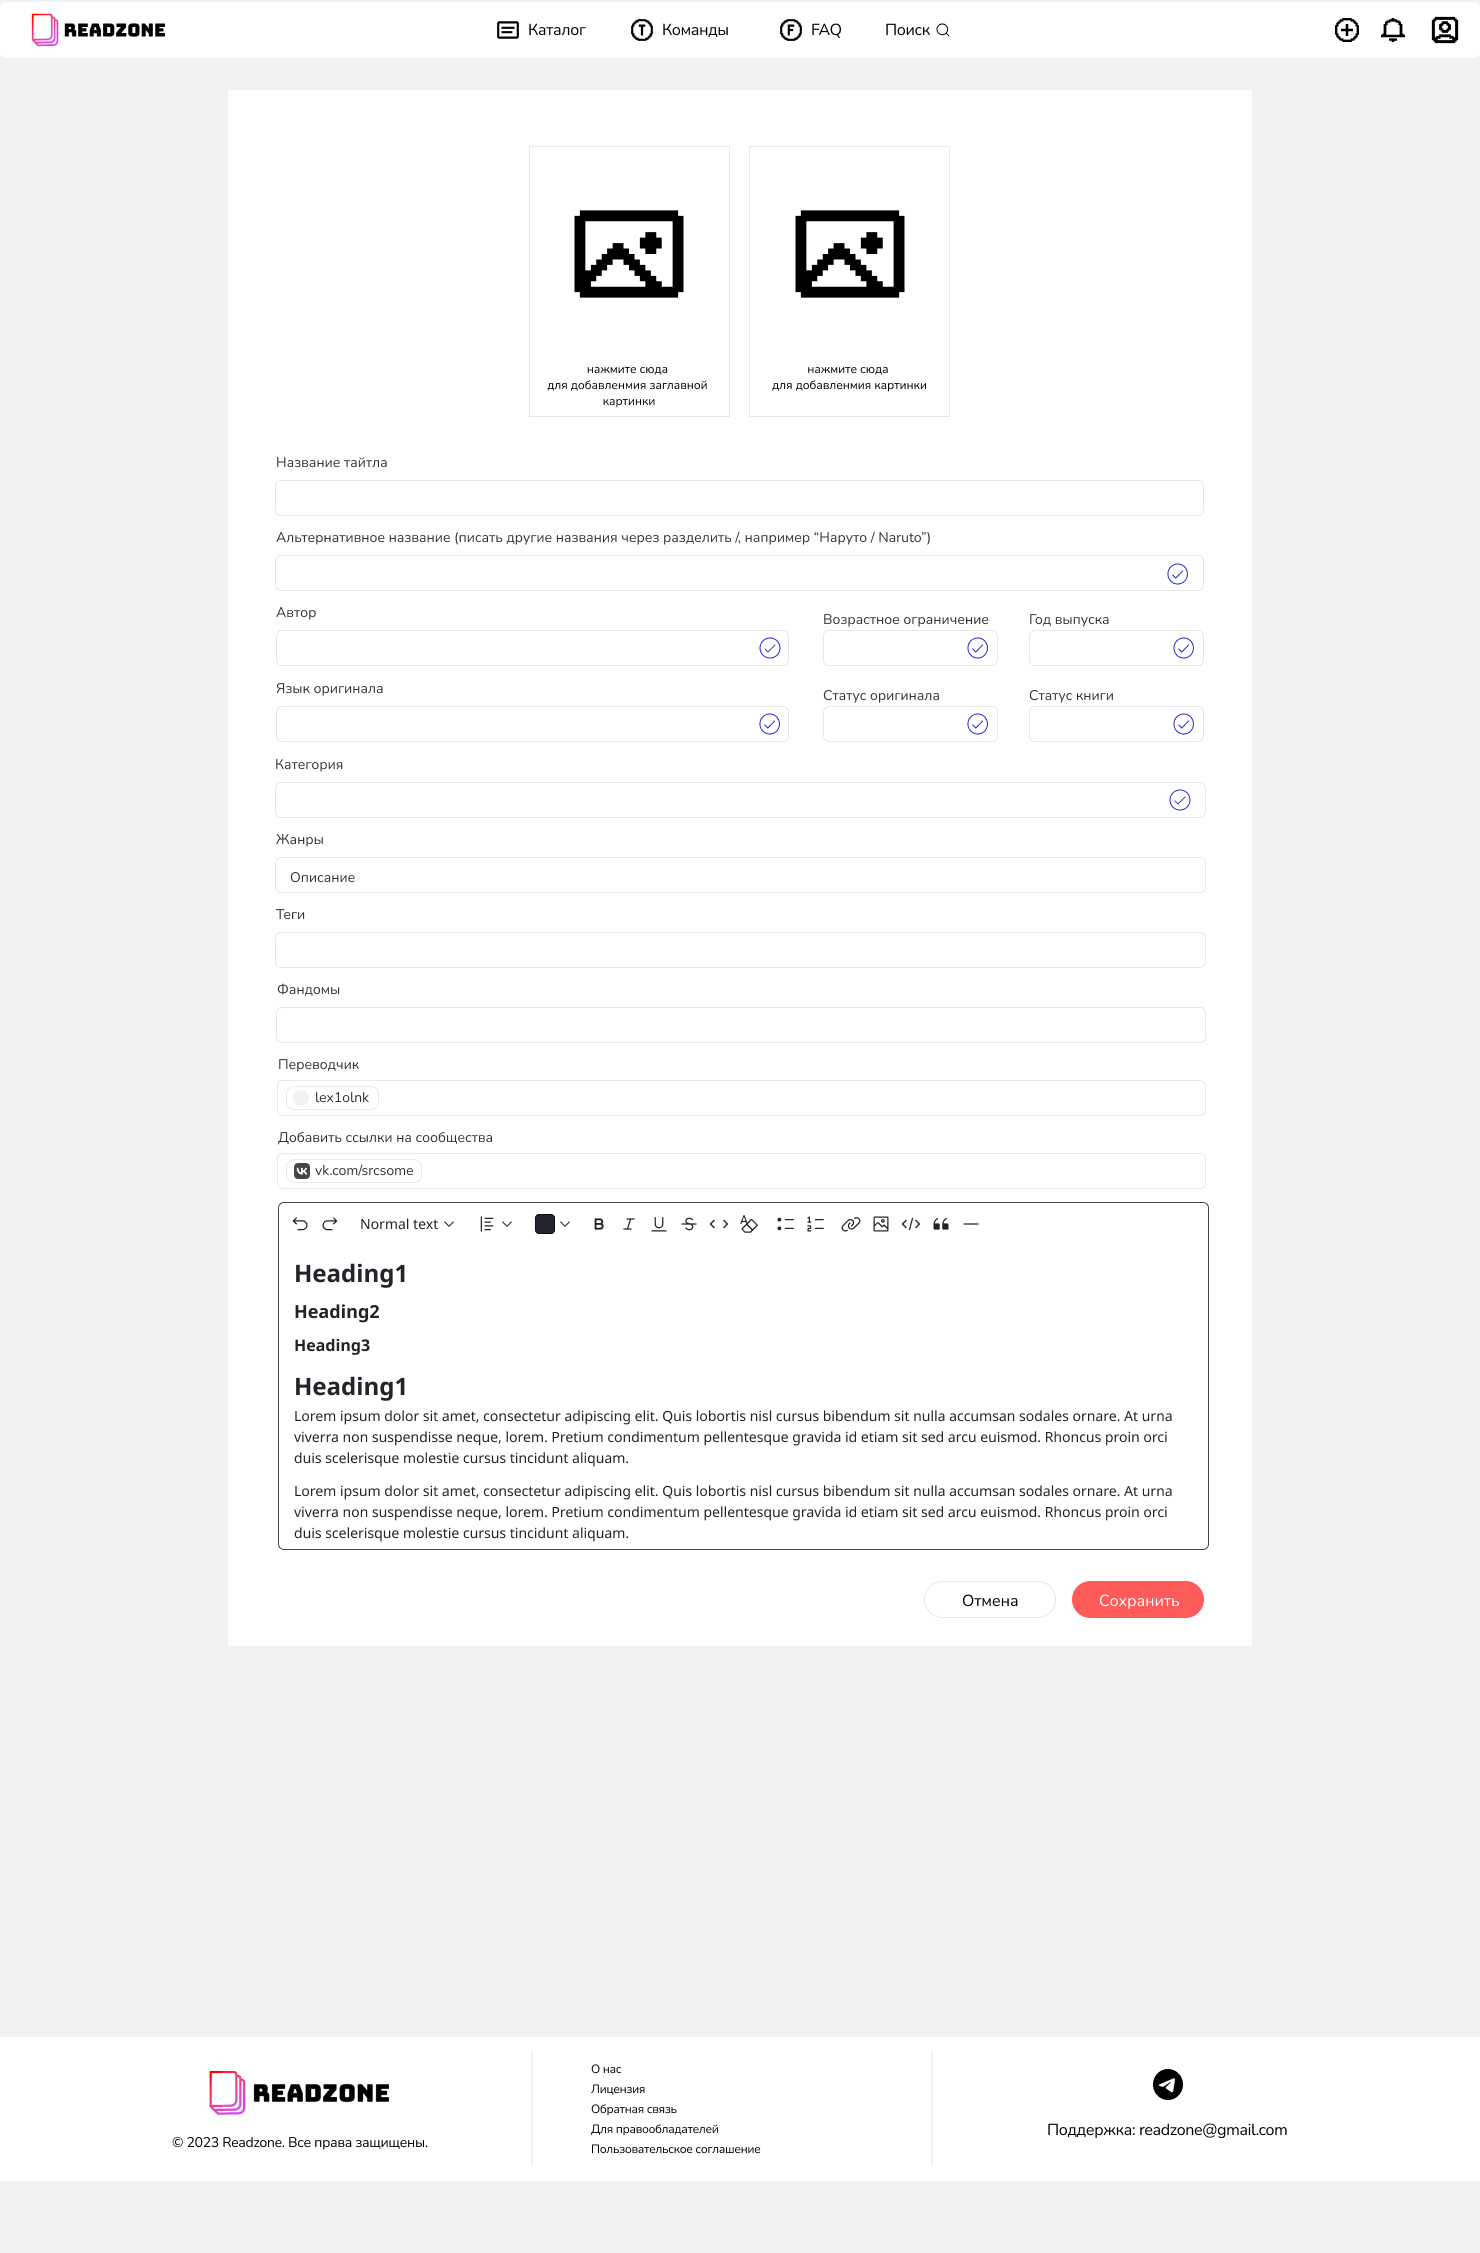 READZONE
Каталог
Команды
FAQ
Поиск
нажмите сюда
для добавленмия заглавной
картинки
нажмите сюда
для добавленмия картинки
Название тайтла
Альтернативное название (писать другие названия через разделить /, например “Наруто / Naruto”)
Автор
Возрастное ограничение
Год выпуска
Язык оригинала
Статус оригинала
Статус книги
Категория
Жанры
Описание
Теги
Фандомы
Переводчик
lex1olnk
Добавить ссылки на сообщества
vk.com/srcsome
Normal text
Heading1
Heading2
Heading3
Heading1
Lorem ipsum dolor sit amet, consectetur adipiscing elit. Quis lobortis nisl cursus bibendum sit nulla accumsan sodales ornare. At urna
viverra non suspendisse neque, lorem. Pretium condimentum pellentesque gravida id etiam sit sed arcu euismod. Rhoncus proin orci
duis scelerisque molestie cursus tincidunt aliquam.
Lorem ipsum dolor sit amet, consectetur adipiscing elit. Quis lobortis nisl cursus bibendum sit nulla accumsan sodales ornare. At urna
viverra non suspendisse neque, lorem. Pretium condimentum pellentesque gravida id etiam sit sed arcu euismod. Rhoncus proin orci
duis scelerisque molestie cursus tincidunt aliquam.
Отмена
Сохранить
READZONE
© 2023 Readzone. Все права защищены.
О нас
Лицензия
Обратная связь
Для правообладателей
Пользовательское соглашение
Поддержка: readzone@gmail.com